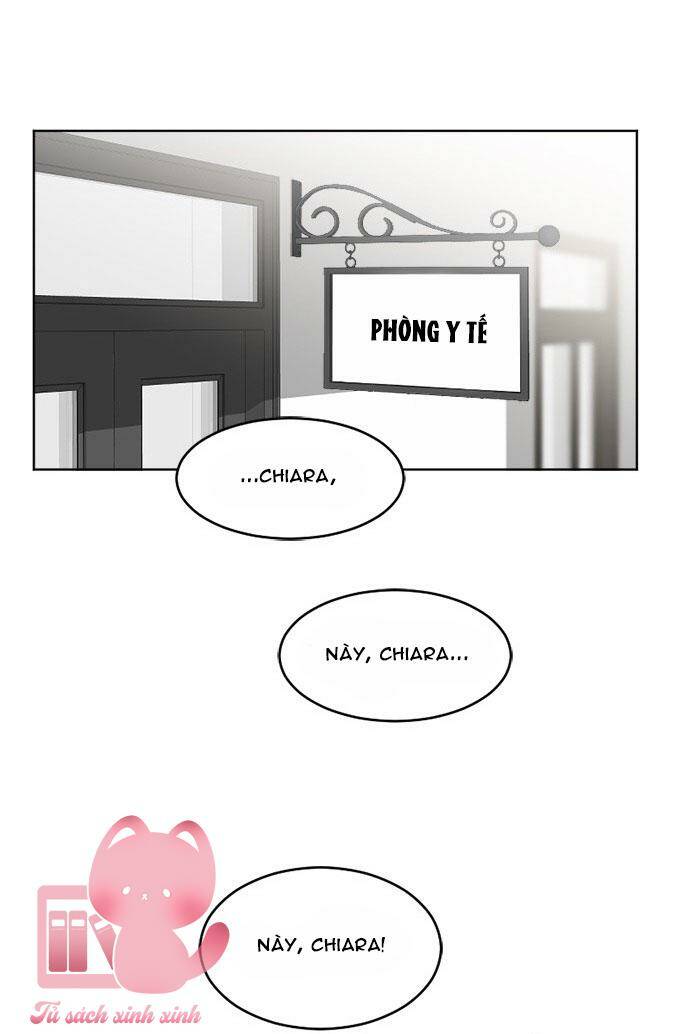 PHÒNG Y TẾ
...CHIARA,
NÀY, CHIARA...
NÀY, CHIARA!
Tủ sách xinh xinh